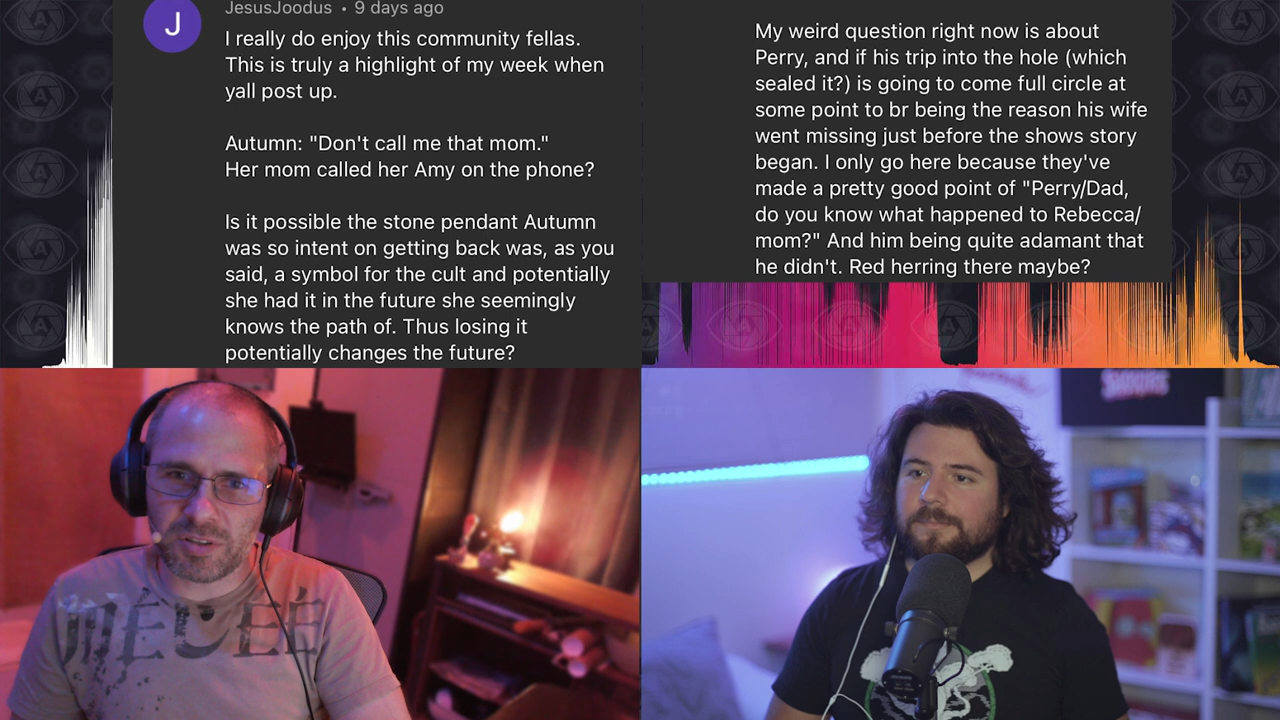 J
JesusJoodus • 9 days ago
I really do enjoy this community fellas.
This is truly a highlight of my week when
yall post up.
Autumn: "Don't call me that mom."
Her mom called her Amy on the phone?
Is it possible the stone pendant Autumn
was so intent on getting back was, as you
said, a symbol for the cult and potentially
she had it in the future she seemingly
knows the path of. Thus losing it
potentially changes the future?
My weird question right now is about
Perry, and if his trip into the hole (which
sealed it?) is going to come full circle at
some point to br being the reason his wife
went missing just before the shows story
began. I only go here because they've
made a pretty good point of "Perry/Dad,
do you know what happened to Rebecca/
mom?" And him being quite adamant that
he didn't. Red herring there maybe?